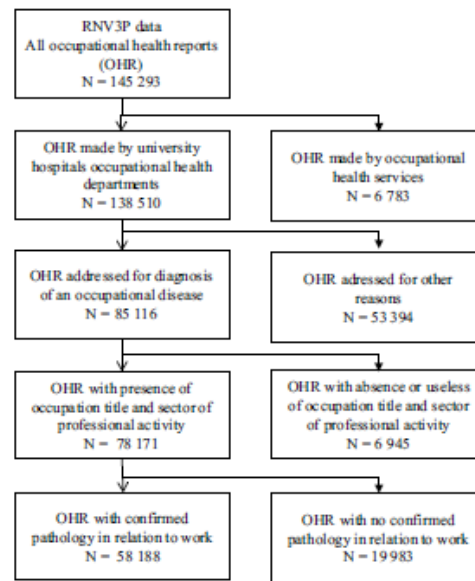 RNV3P data
All occupational health reports
(OHR)
N = 145 293
OHR made by university
hospitals occupational health
departments
N = 138 510
OHR made by occupational
health services
N = 6 783
OHR addressed for diagnosis
of an occupational disease
N = 85 116
OHR adressed for other
reasons
N = 53 394
OHR with presence of
occupation title and sector of
professional activity
N = 78 171
OHR with absence or useless
of occupation title and sector
of professional activity
N = 6 945
OHR with confirmed
pathology in relation to work
N = 58 188
OHR with no confirmed
pathology in relation to work
N = 19 983